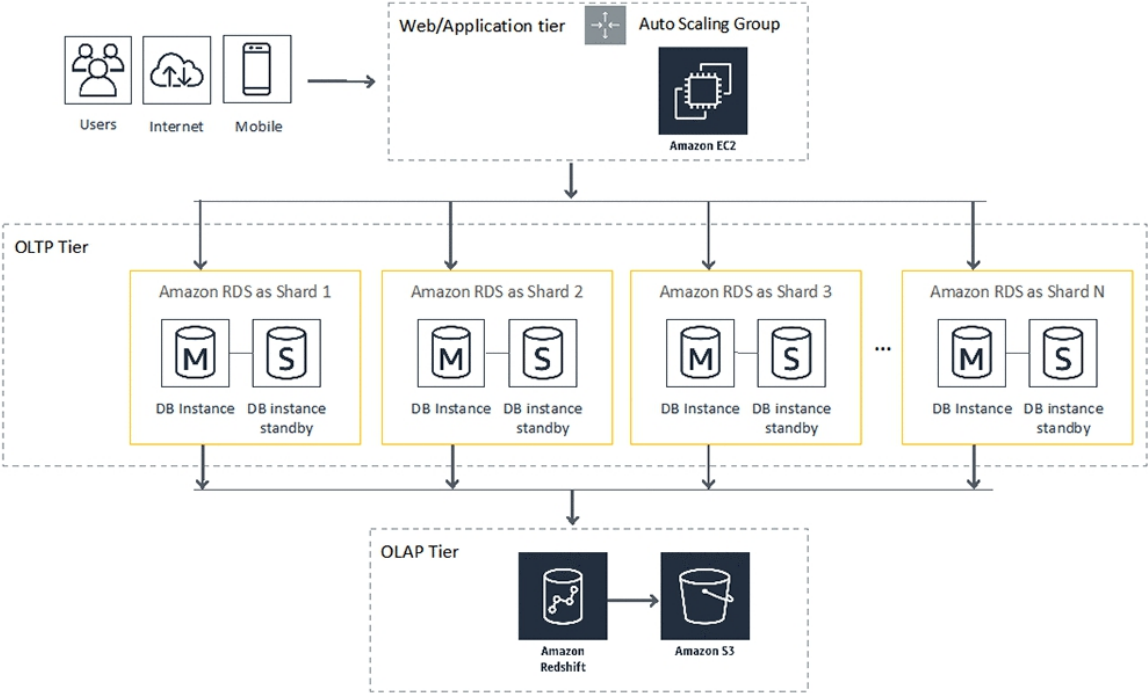 Web/Application tier
Auto Scaling Group
Users
Internet
Mobile
Amazon EC2
OLTP Tier
Amazon RDS as Shard 1
Amazon RDS as Shard 2
Amazon RDS as Shard 3
Amazon RDS as Shard N
M
S
M
S
M
S
...
M
S
DB Instance
DB instance
standby
DB Instance
DB instance
standby
DB Instance
DB instance
standby
DB Instance
DB instance
standby
OLAP Tier
Amazon
Redshift
Amazon S3